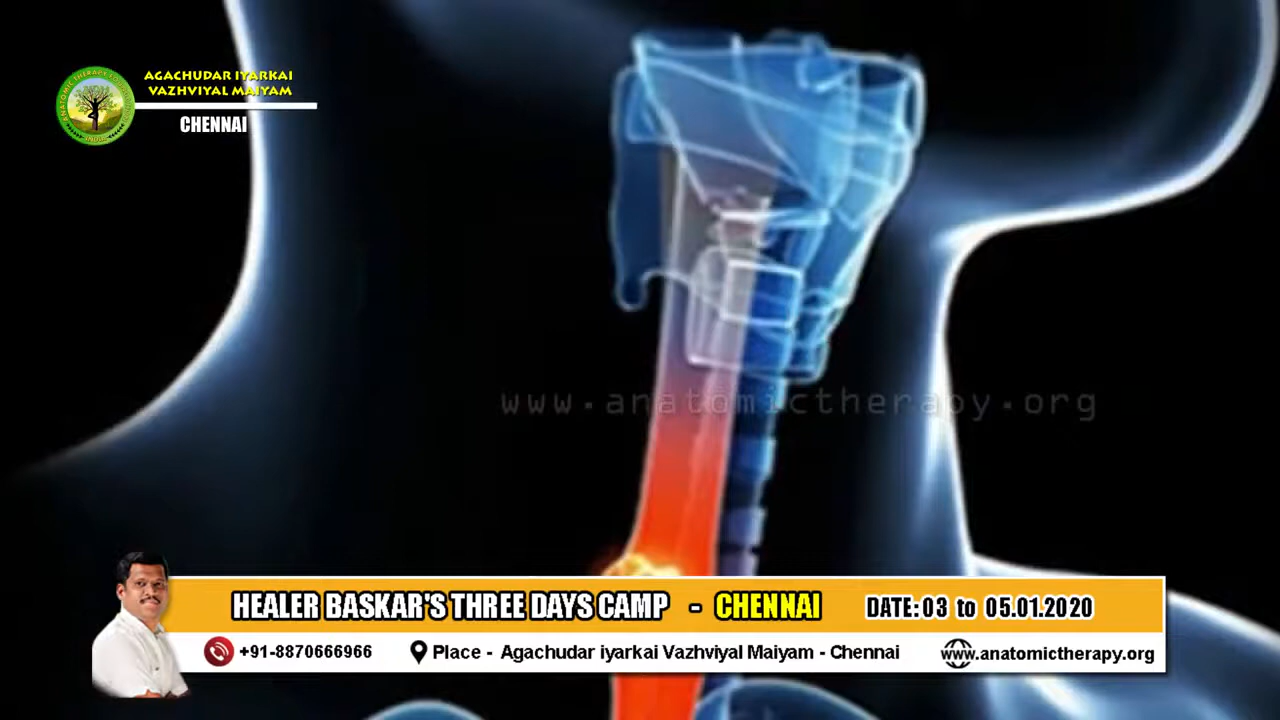 AGACHUDAR IYARKAI
VAZHVIYAL MAIYAM
CHENNAI
www.anatomictherapy.org
HEALER BASKAR'S THREE DAYS CAMP - CHENNAI DATE: 03 to 05.01.2020
+91-8870666966 Place - Agachudar iyarkai Vazhviyal Maiyam - Chennai www.anatomictherapy.org